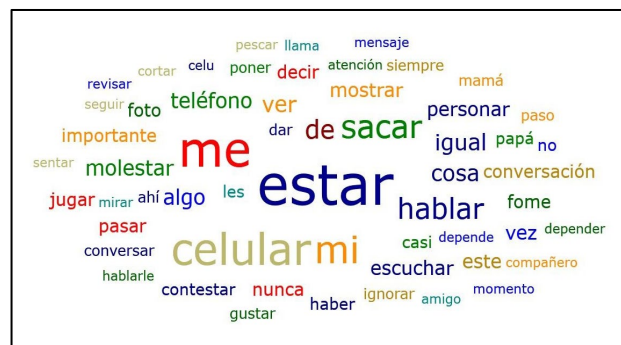 pescar llama mensaje
cortar celu poner decir atención siempre
revisar mostrar mamá
seguir foto teléfono ver personar paso
importante dar de sacar igual papá no
sentar molestar me cosa conversación
jugar mirar ahí algo les estar hablar fome
pasar celular mi casi depende vez depender
conversar escuchar este compañero
hablarle contestar nunca haber ignorar amigo momento
gustar